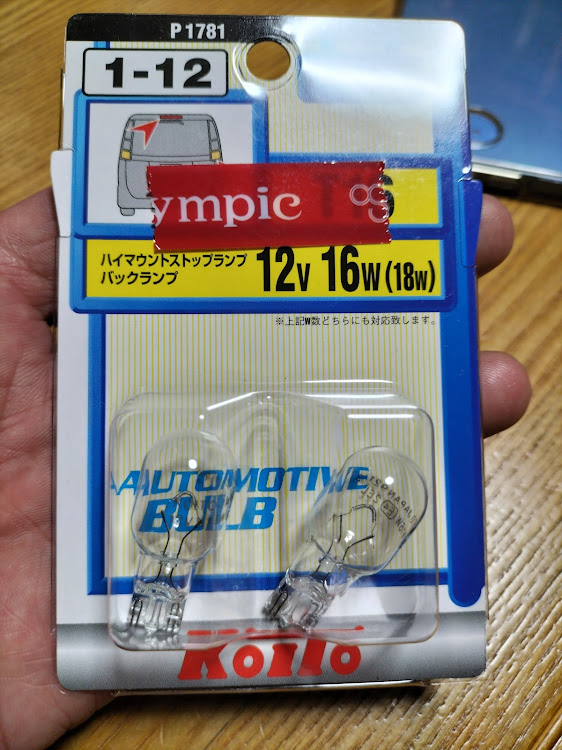 P1781
1-12
ympic
T16
ハイマウントストップランプ
バックランプ
12V 16W (18W)
※上記W数どちらにも対応致します。
AUTOMOTIVE
BULB
Koito